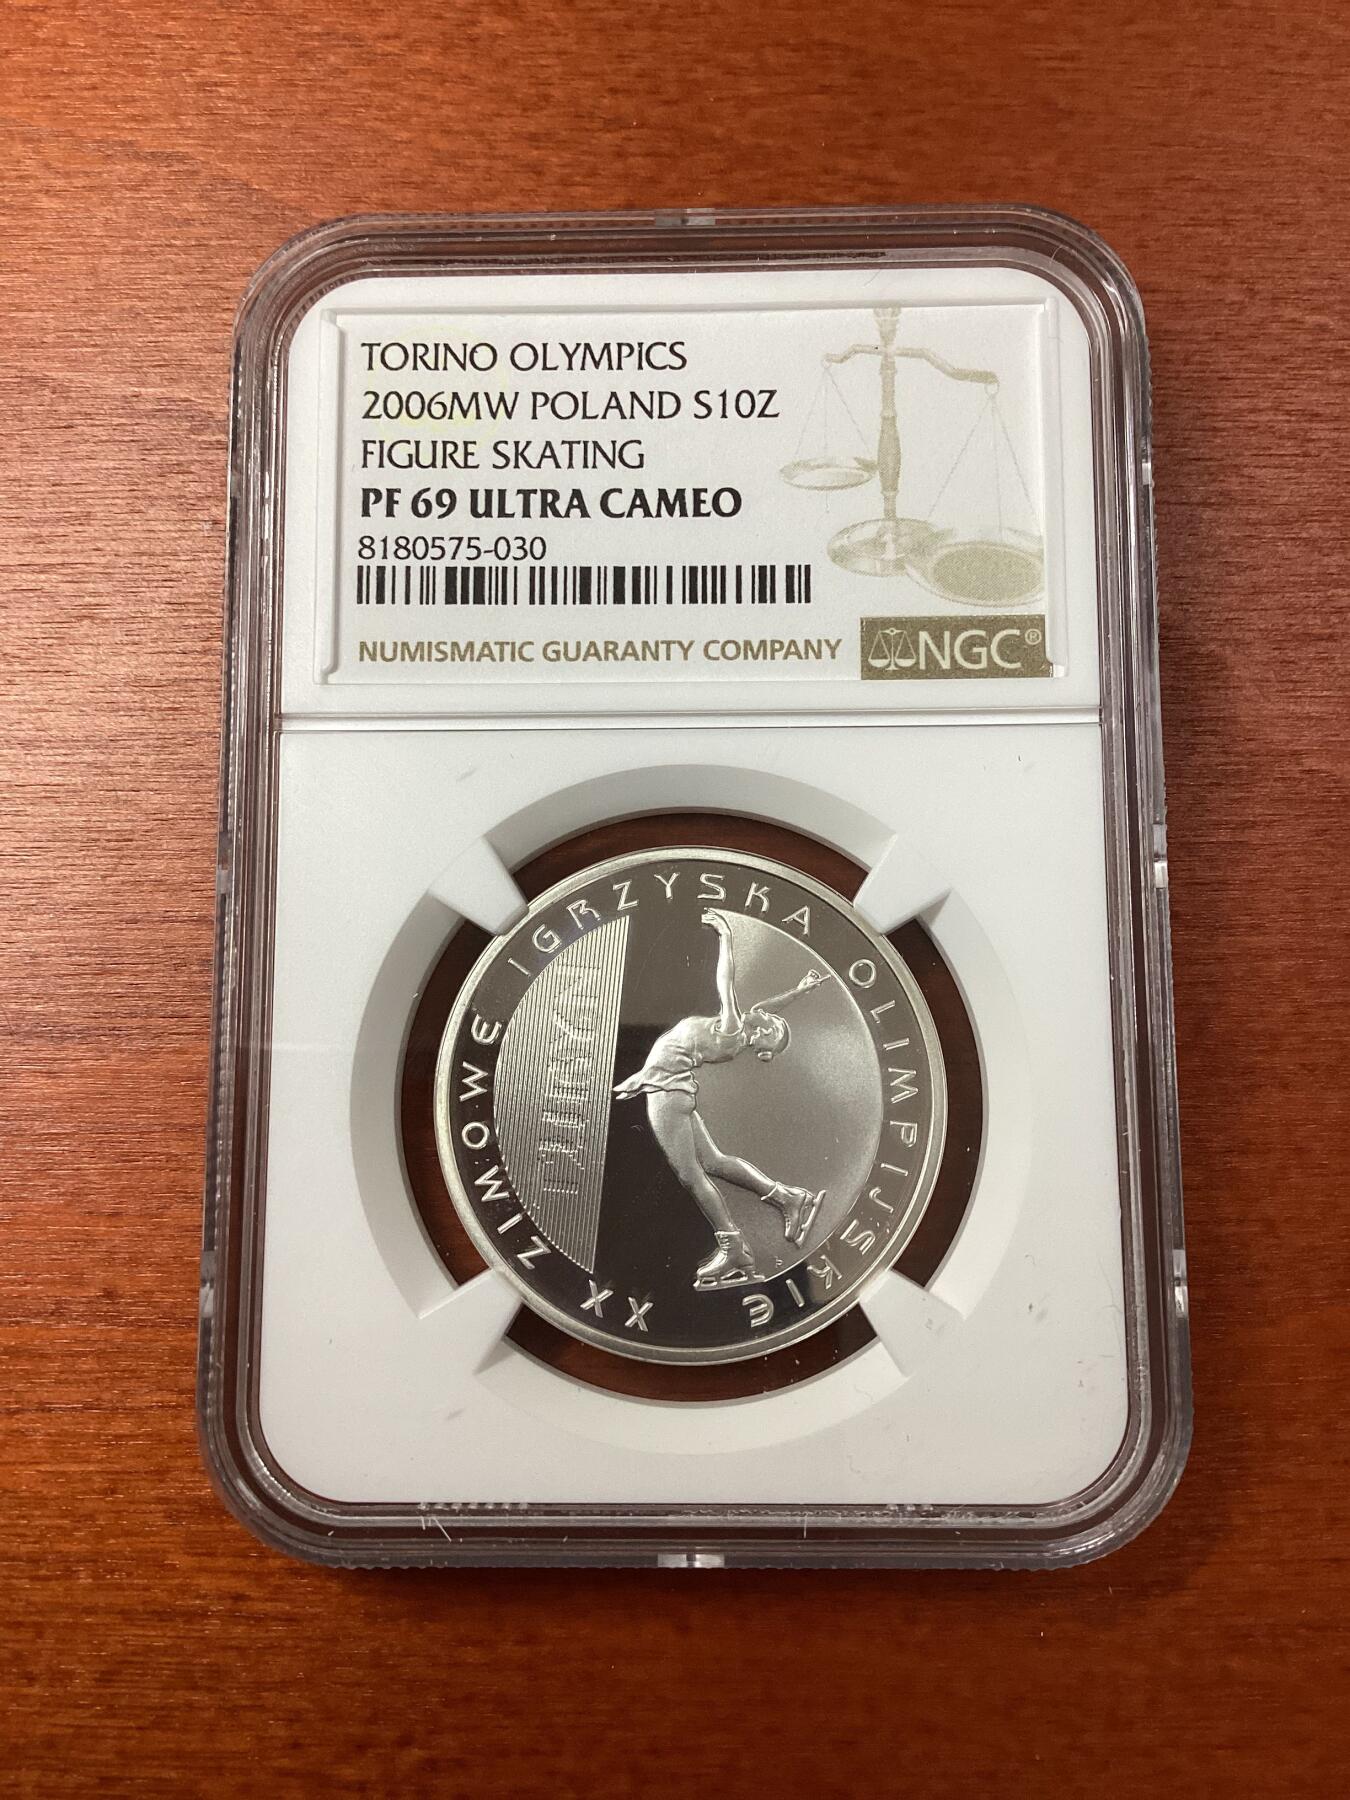 TORINO OLYMPICS
2006MW POLAND S10Z
FIGURE SKATING
PF 69 ULTRA CAMEO
8180575-030
NUMISMATIC GUARANTY COMPANY
NGC®
XX ZIMOWE IGRZYSKA OLIMPIJSKIE
TURYN